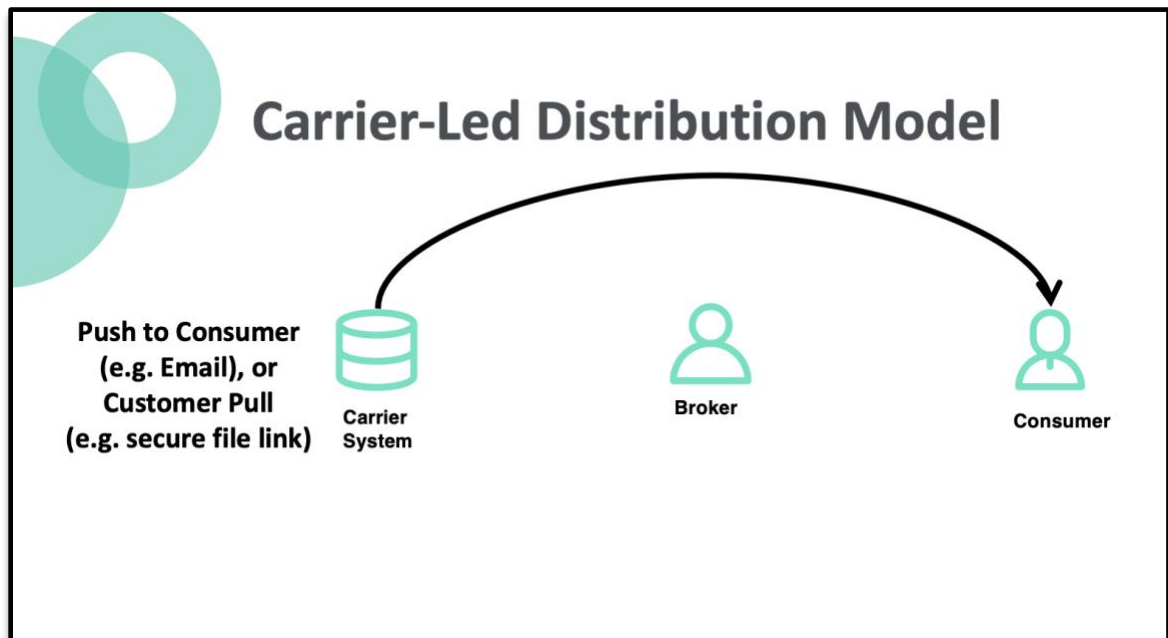 Carrier-Led Distribution Model
Push to Consumer
(e.g. Email), or
Customer Pull
(e.g. secure file link)
Carrier
System
Broker
Consumer